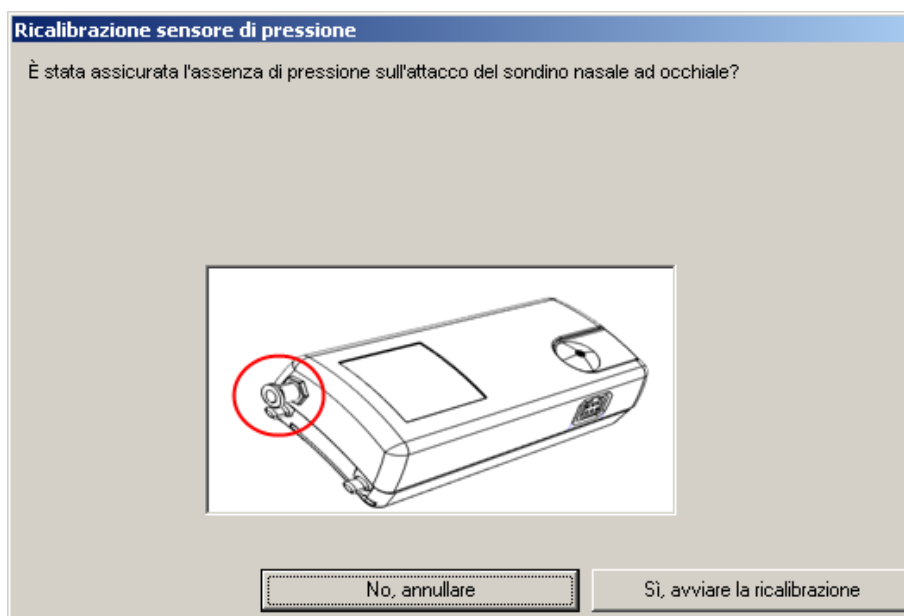 Ricalibrazione sensore di pressione
È stata assicurata l'assenza di pressione sull'attacco del sondino nasale ad occhiale?
No, annullare
Sì, avviare la ricalibrazione